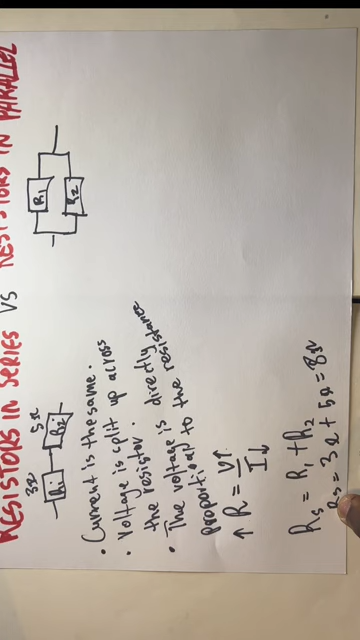 RESISTORS IN SERIES VS RESISTORS IN PARALLEL
3Ω 5Ω
R1 R2
R1
R2
• Current is the same.
• Voltage is split up across
the resistor.
• The voltage is directly
proportional to the resistance
↑ R = V↑
I↓
Rs = R1 + R2
Rs = 3Ω + 5Ω = 8Ω